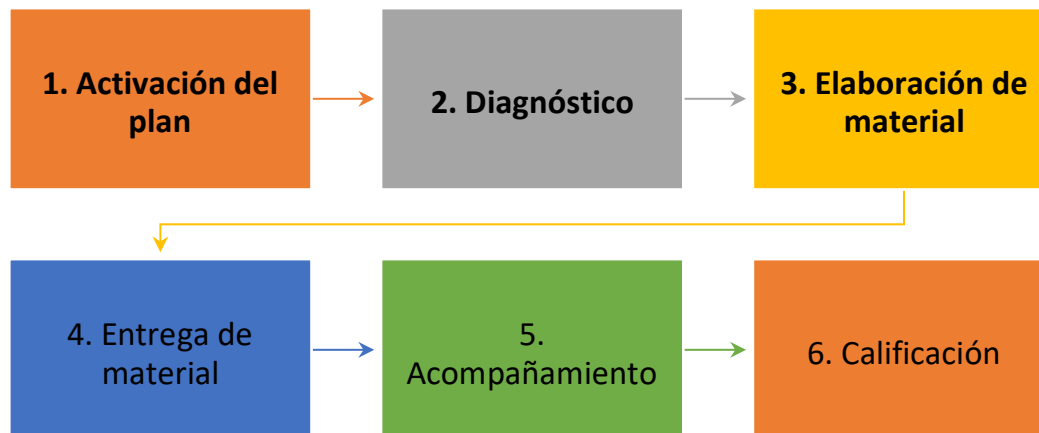 1. Activación del
plan
2. Diagnóstico
3. Elaboración de
material
4. Entrega de
material
5.
Acompañamiento
6. Calificación